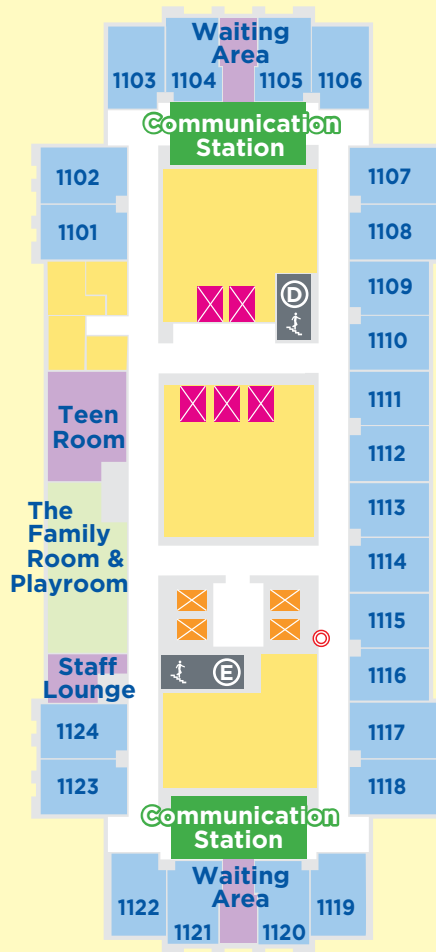 Waiting
Area
1103
1104
1105
1106
Communication
Station
1102
1107
1101
1108
1109
D
1110
1111
Teen
Room
1112
The
Family
Room &
Playroom
1113
1114
1115
Staff
Lounge
E
1116
1124
1117
1123
1118
Communication
Station
Waiting
Area
1122
1121
1120
1119